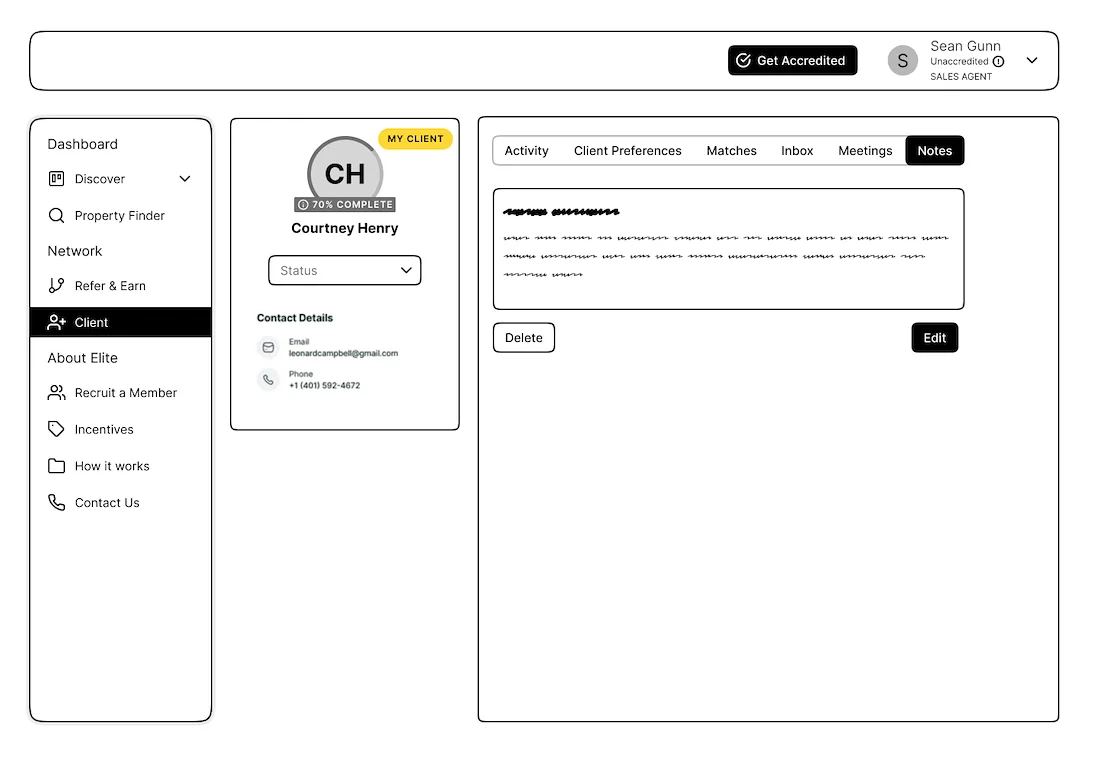 Get Accredited
S
Sean Gunn
Unaccredited
SALES AGENT
Dashboard
Discover
Property Finder
Network
Refer & Earn
Client
About Elite
Recruit a Member
Incentives
How it works
Contact Us
MY CLIENT
CH
70% COMPLETE
Courtney Henry
Status
Contact Details
Email
leonardcampbell@gmail.com
Phone
+1 (401) 592-4672
Activity Client Preferences Matches Inbox Meetings Notes
Delete
Edit